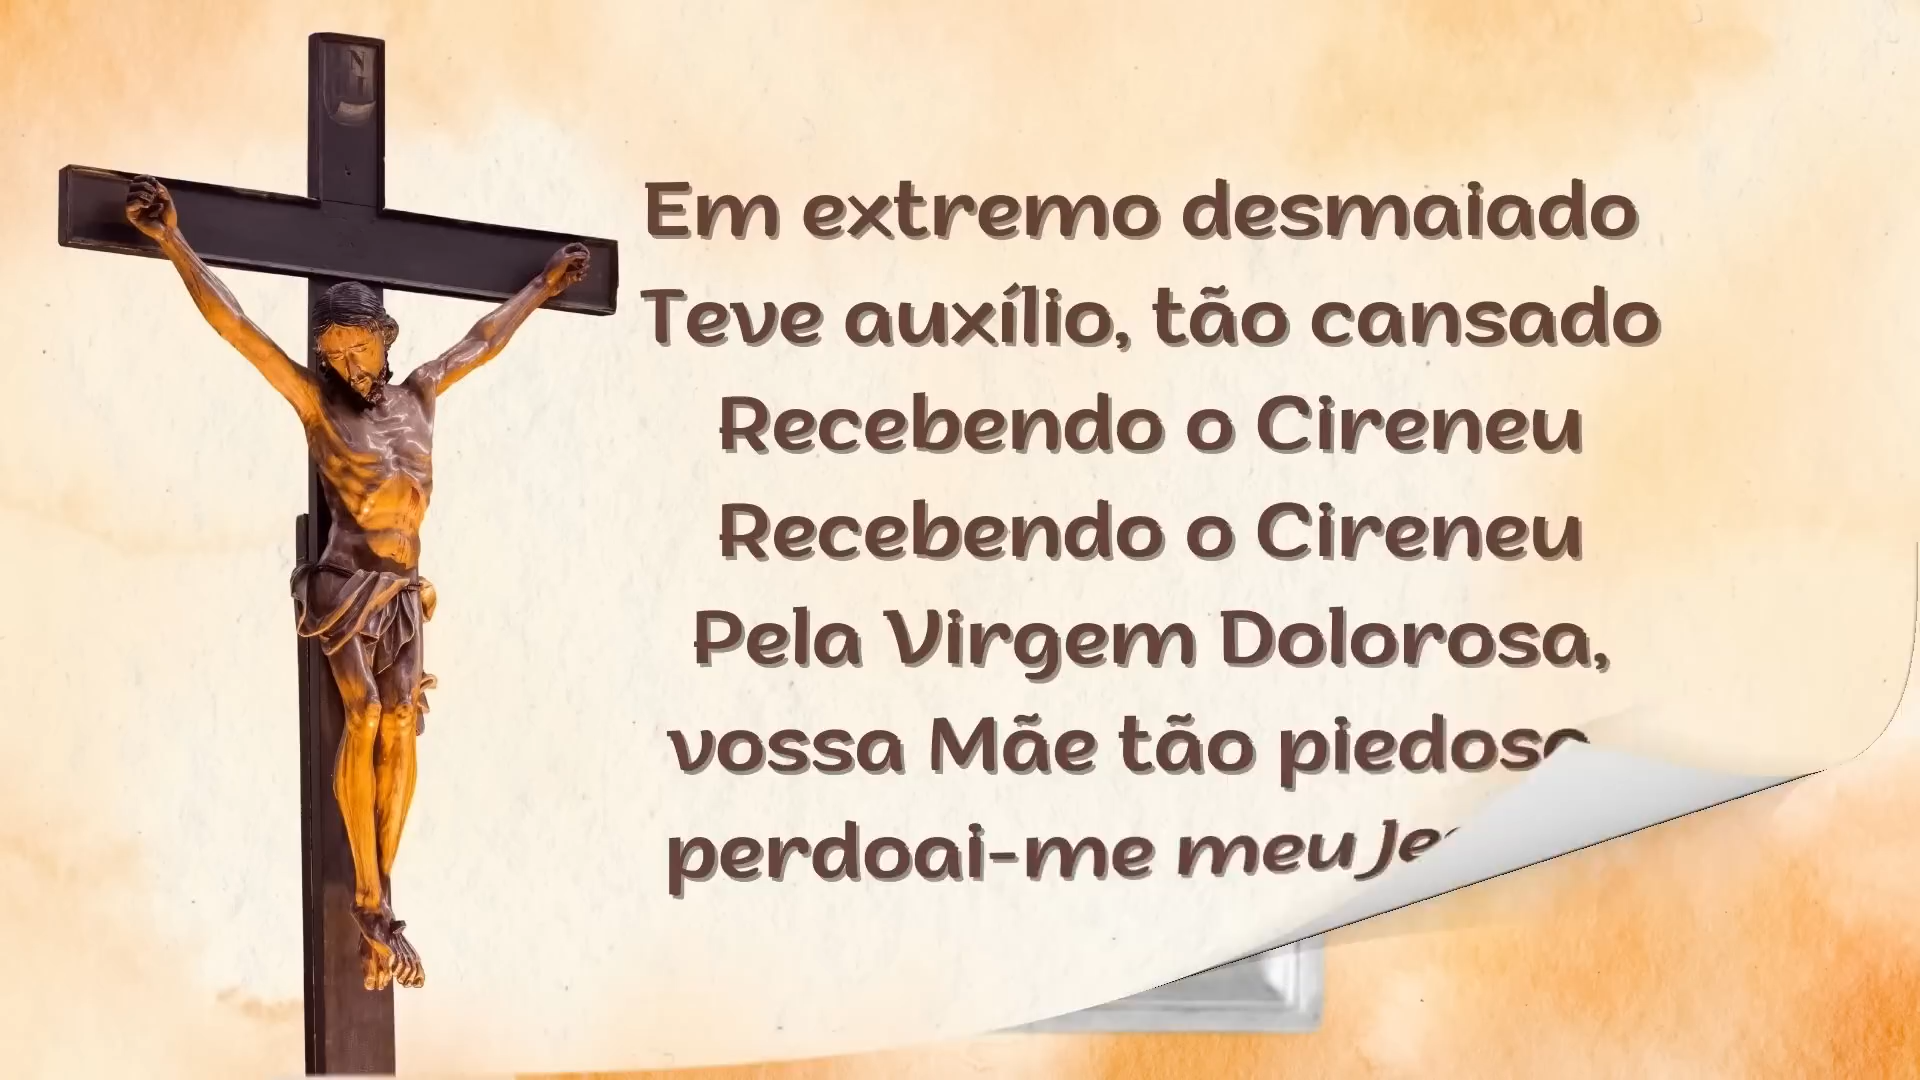 Em extremo desmaiado
Teve auxílio, tão cansado
Recebendo o Cireneu
Recebendo o Cireneu
Pela Virgem Dolorosa,
vossa Mãe tão
perdoai-me meu